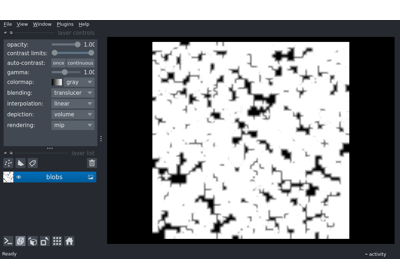 File View Window Plugins Help
layer controls
opacity: 1.00
contrast limits:
auto-contrast: once continuous
gamma: 1.00
colormap: gray
blending: translucent
interpolation: linear
depiction: volume
rendering: mip
layer list
blobs
Ready
activity